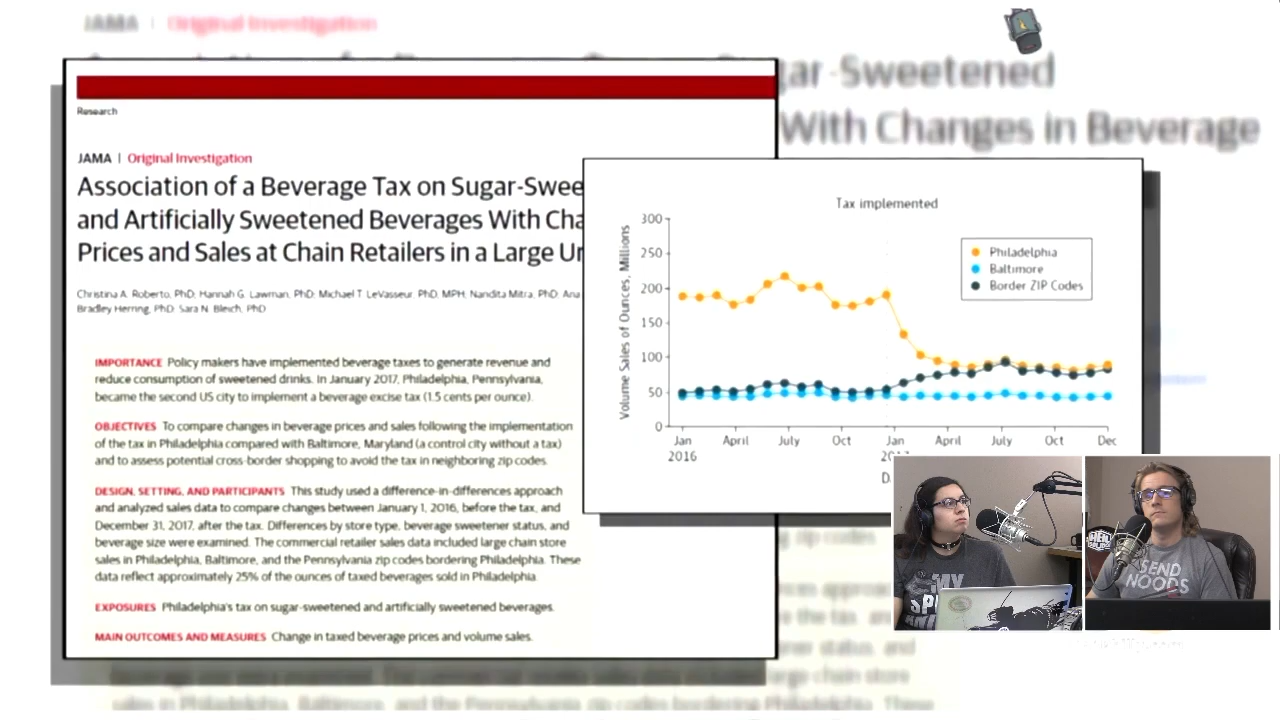 JAMA | Original Investigation
gar-Sweetened
With Changes in Beverage
Research
JAMA | Original Investigation
Association of a Beverage Tax on Sugar-Swee
and Artificially Sweetened Beverages With Cha
Prices and Sales at Chain Retailers in a Large Ur
Christina A. Roberto, PhD; Hannah G. Lawman, PhD; Michael T. LeVasseur, PhD, MPH; Nandita Mitra, PhD; Ana
Bradley Herring, PhD; Sara N. Bleich, PhD
IMPORTANCE Policy makers have implemented beverage taxes to generate revenue and
reduce consumption of sweetened drinks. In January 2017, Philadelphia, Pennsylvania,
became the second US city to implement a beverage excise tax (1.5 cents per ounce).
OBJECTIVES To compare changes in beverage prices and sales following the implementation
of the tax in Philadelphia compared with Baltimore, Maryland (a control city without a tax)
and to assess potential cross-border shopping to avoid the tax in neighboring zip codes.
DESIGN, SETTING, AND PARTICIPANTS This study used a difference-in-differences approach
and analyzed sales data to compare changes between January 1, 2016, before the tax, and
December 31, 2017, after the tax. Differences by store type, beverage sweetener status, and
beverage size were examined. The commercial retailer sales data included large chain store
sales in Philadelphia, Baltimore, and the Pennsylvania zip codes bordering Philadelphia. These
data reflect approximately 25% of the ounces of taxed beverages sold in Philadelphia.
EXPOSURES Philadelphia's tax on sugar-sweetened and artificially sweetened beverages.
MAIN OUTCOMES AND MEASURES Change in taxed beverage prices and volume sales.
Tax implemented
Volume Sales of Ounces, Millions
300
250
200
150
100
50
0
Philadelphia
Baltimore
Border ZIP Codes
Jan April July Oct Jan April July Oct Dec
2016
D
MY
SEND
NOODS